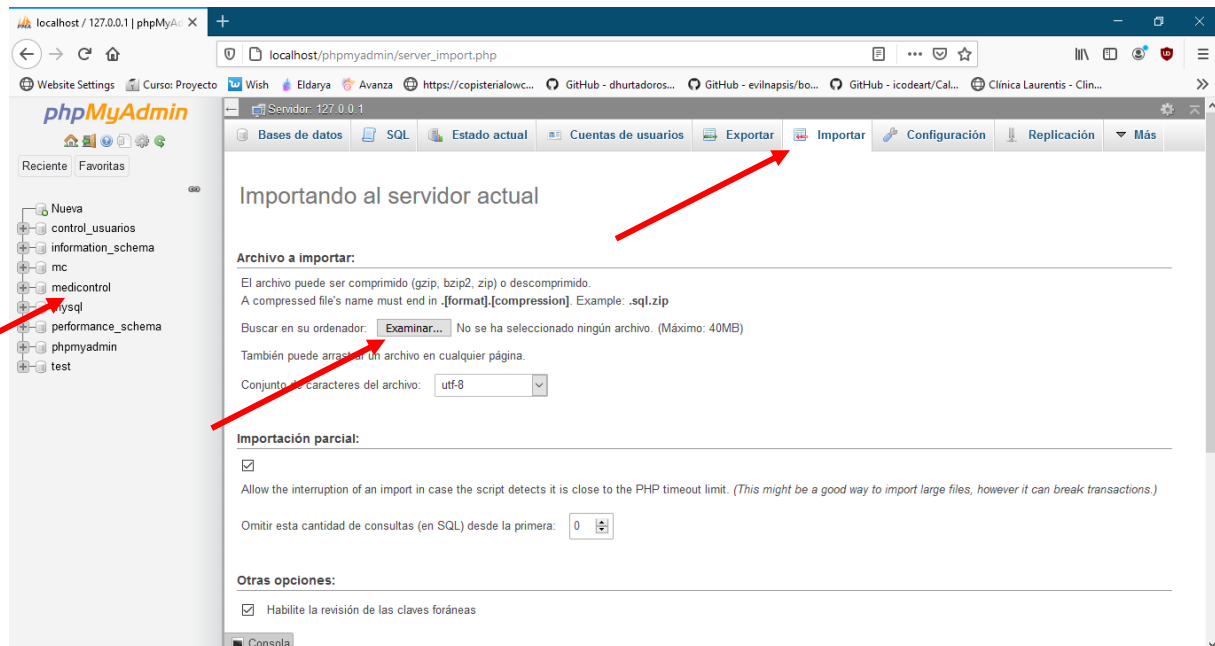 localhost / 127.0.0.1 | phpMyAd
localhost/phpmyadmin/server_import.php
Website Settings Curso: Proyecto Wish Eldarya Avanza https://copisterialowc... GitHub - dhurtadoros... GitHub - evilnapsis/bo... GitHub - icodeart/Cal... Clínica Laurentis - Clin...
phpMyAdmin
Reciente Favoritas
Nueva
control_usuarios
information_schema
mc
medicontrol
mysql
performance_schema
phpmyadmin
test
Servidor: 127.0.0.1
Bases de datos SQL Estado actual Cuentas de usuarios Exportar Importar Configuración Replicación Más
Importando al servidor actual
Archivo a importar:
El archivo puede ser comprimido (gzip, bzip2, zip) o descomprimido.
A compressed file's name must end in .[format].[compression]. Example: .sql.zip
Buscar en su ordenador: Examinar... No se ha seleccionado ningún archivo. (Máximo: 40MB)
También puede arrastrar un archivo en cualquier página.
Conjunto de caracteres del archivo: utf-8
Importación parcial:
Allow the interruption of an import in case the script detects it is close to the PHP timeout limit. (This might be a good way to import large files, however it can break transactions.)
Omitir esta cantidad de consultas (en SQL) desde la primera: 0
Otras opciones:
Habilite la revisión de las claves foráneas
Consola